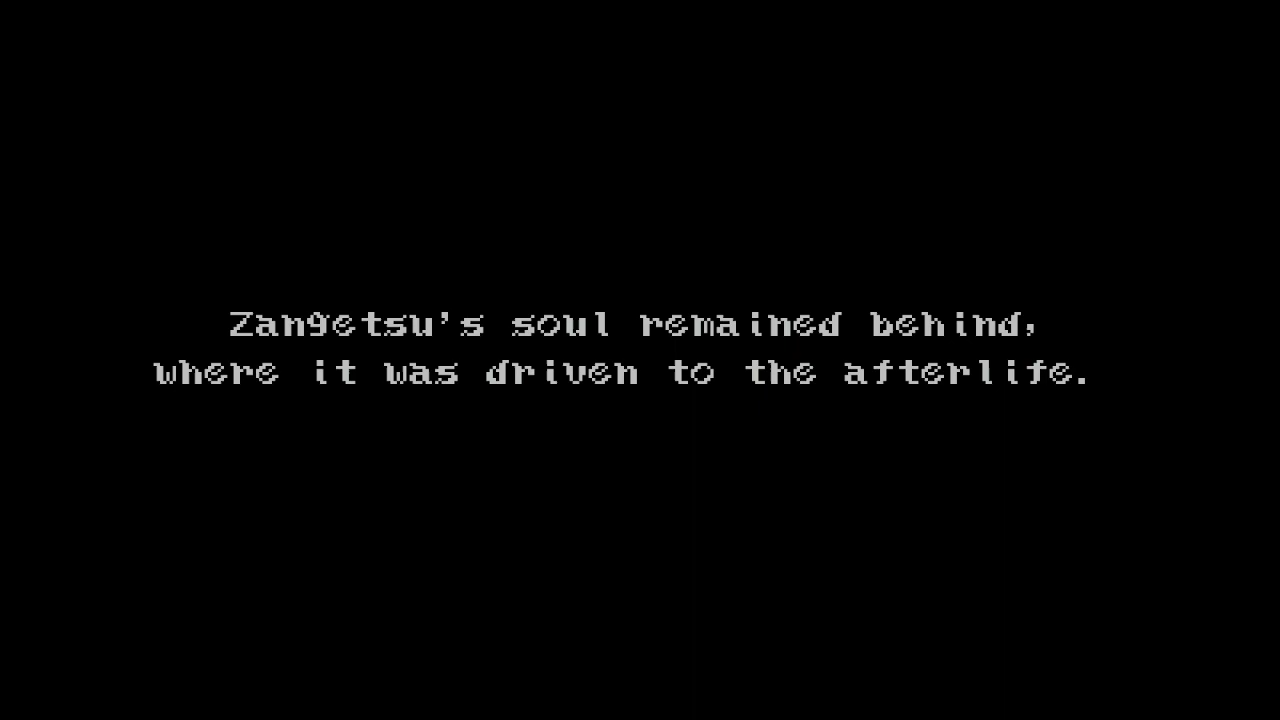 Zangetsu's soul remained behind,
where it was driven to the afterlife.